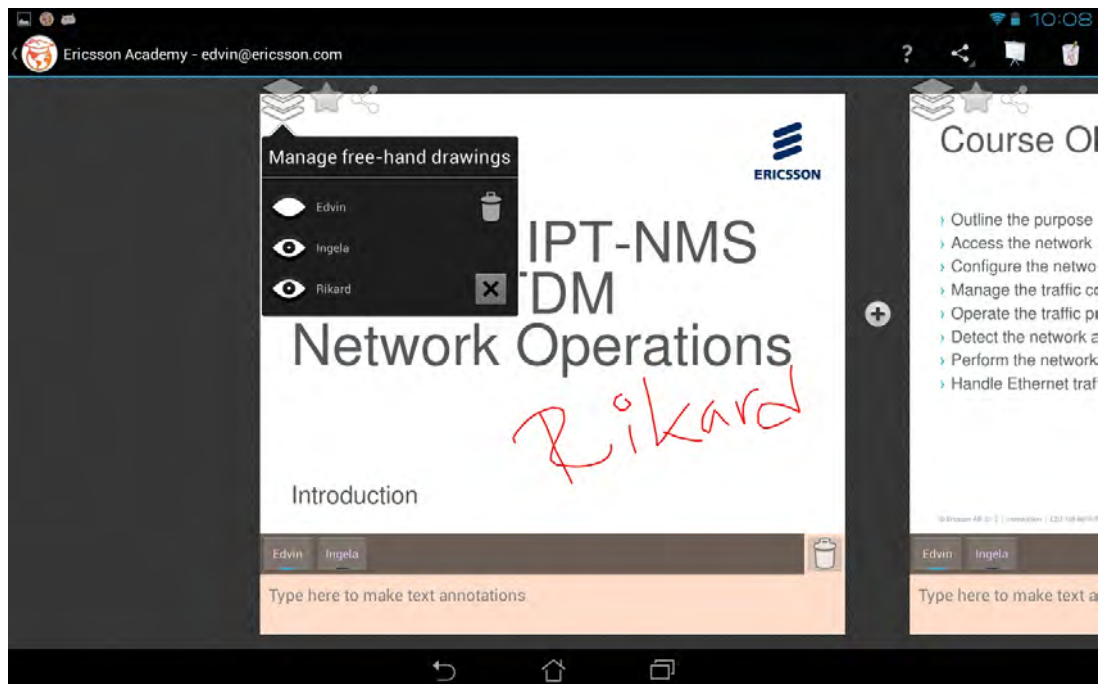 10:08
Ericsson Academy - edvin@ericsson.com
?
Manage free-hand drawings
Edvin
Ingela
Rikard
ERICSSON
IPT-NMS
TDM
Network Operations
Rikard
Introduction
Edvin Ingela
Type here to make text annotations
Course Ob
Outline the purpose
Access the network
Configure the netwo
Manage the traffic co
Operate the traffic pr
Detect the network a
Perform the network
Handle Ethernet traf
Edvin Ingela
Type here to make text a